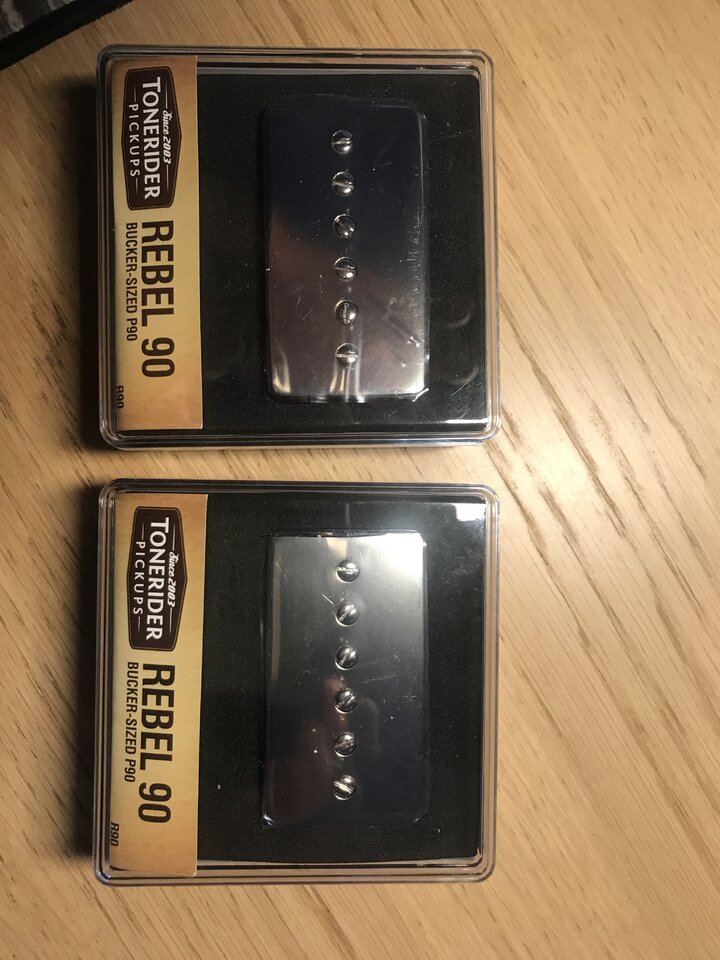 Since 2003
TONERIDER
PICKUPS
REBEL 90
BUCKER-SIZED P90
R90
Since 2003
TONERIDER
PICKUPS
REBEL 90
BUCKER-SIZED P90
R90